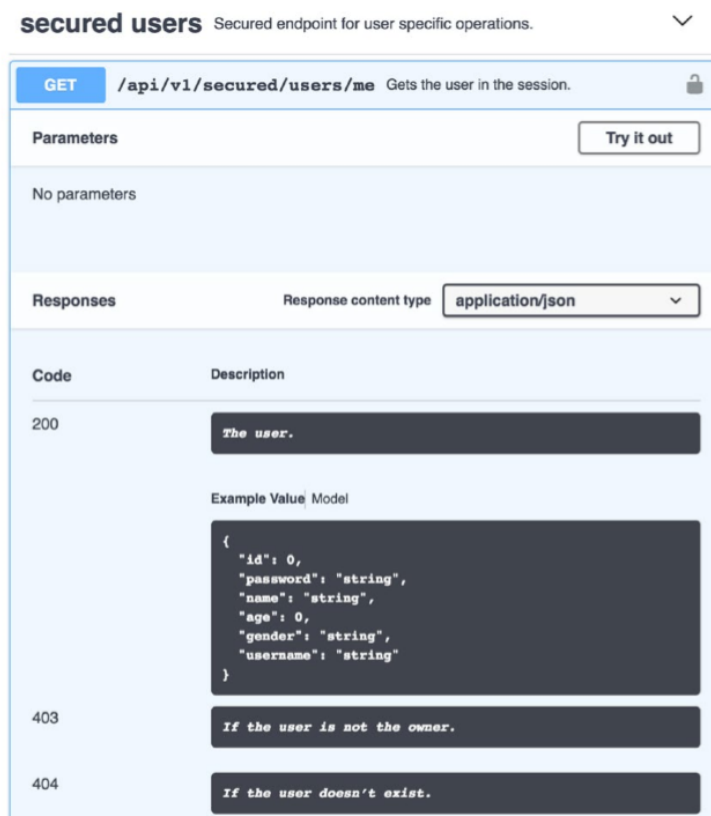 secured users Secured endpoint for user specific operations.
GET /api/v1/secured/users/me Gets the user in the session.
Parameters Try it out
No parameters
Responses Response content type application/json
Code Description
200 The user.
Example Value Model
{
"id": 0,
"password": "string",
"name": "string",
"age": 0,
"gender": "string",
"username": "string"
}
403 If the user is not the owner.
404 If the user doesn't exist.